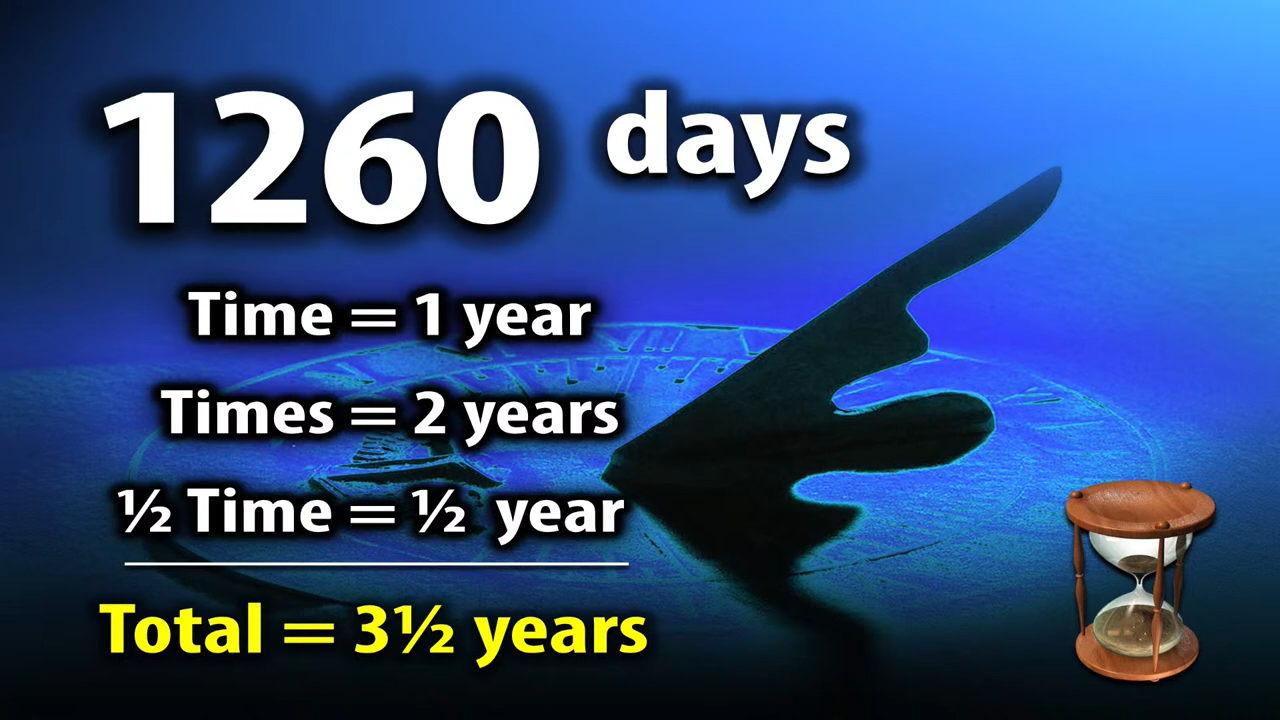 1260 days
Time = 1 year
Times = 2 years
½ Time = ½ year
Total = 3½ years